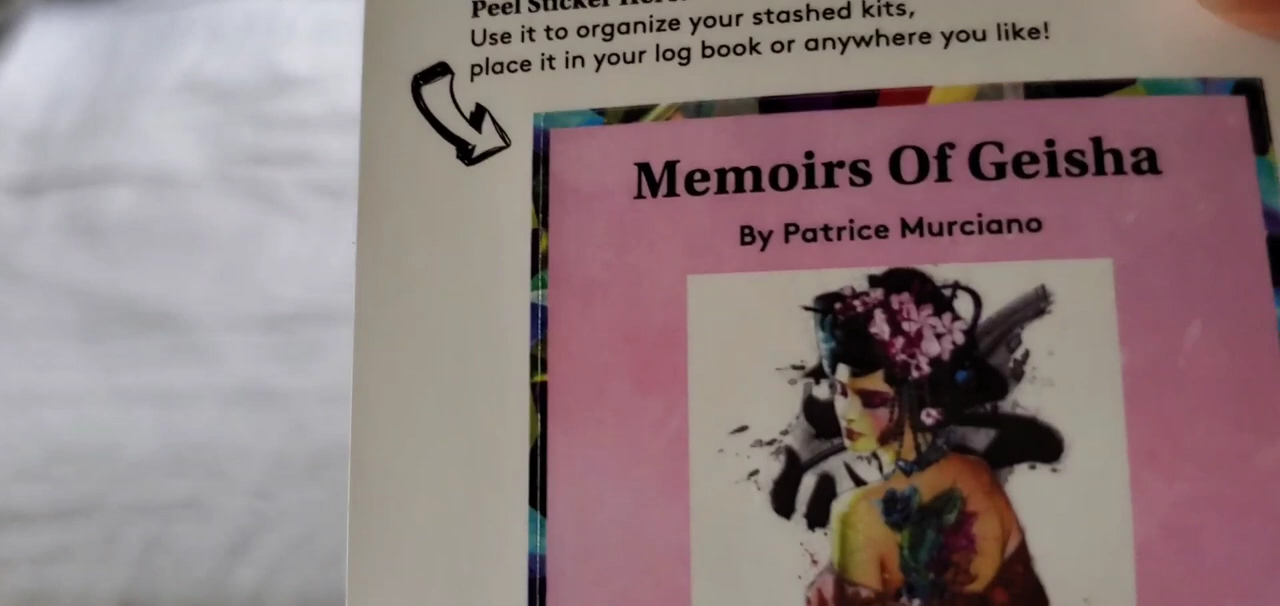 Peel Sticker Here
Use it to organize your stashed kits,
place it in your log book or anywhere you like!
Memoirs Of Geisha
By Patrice Murciano